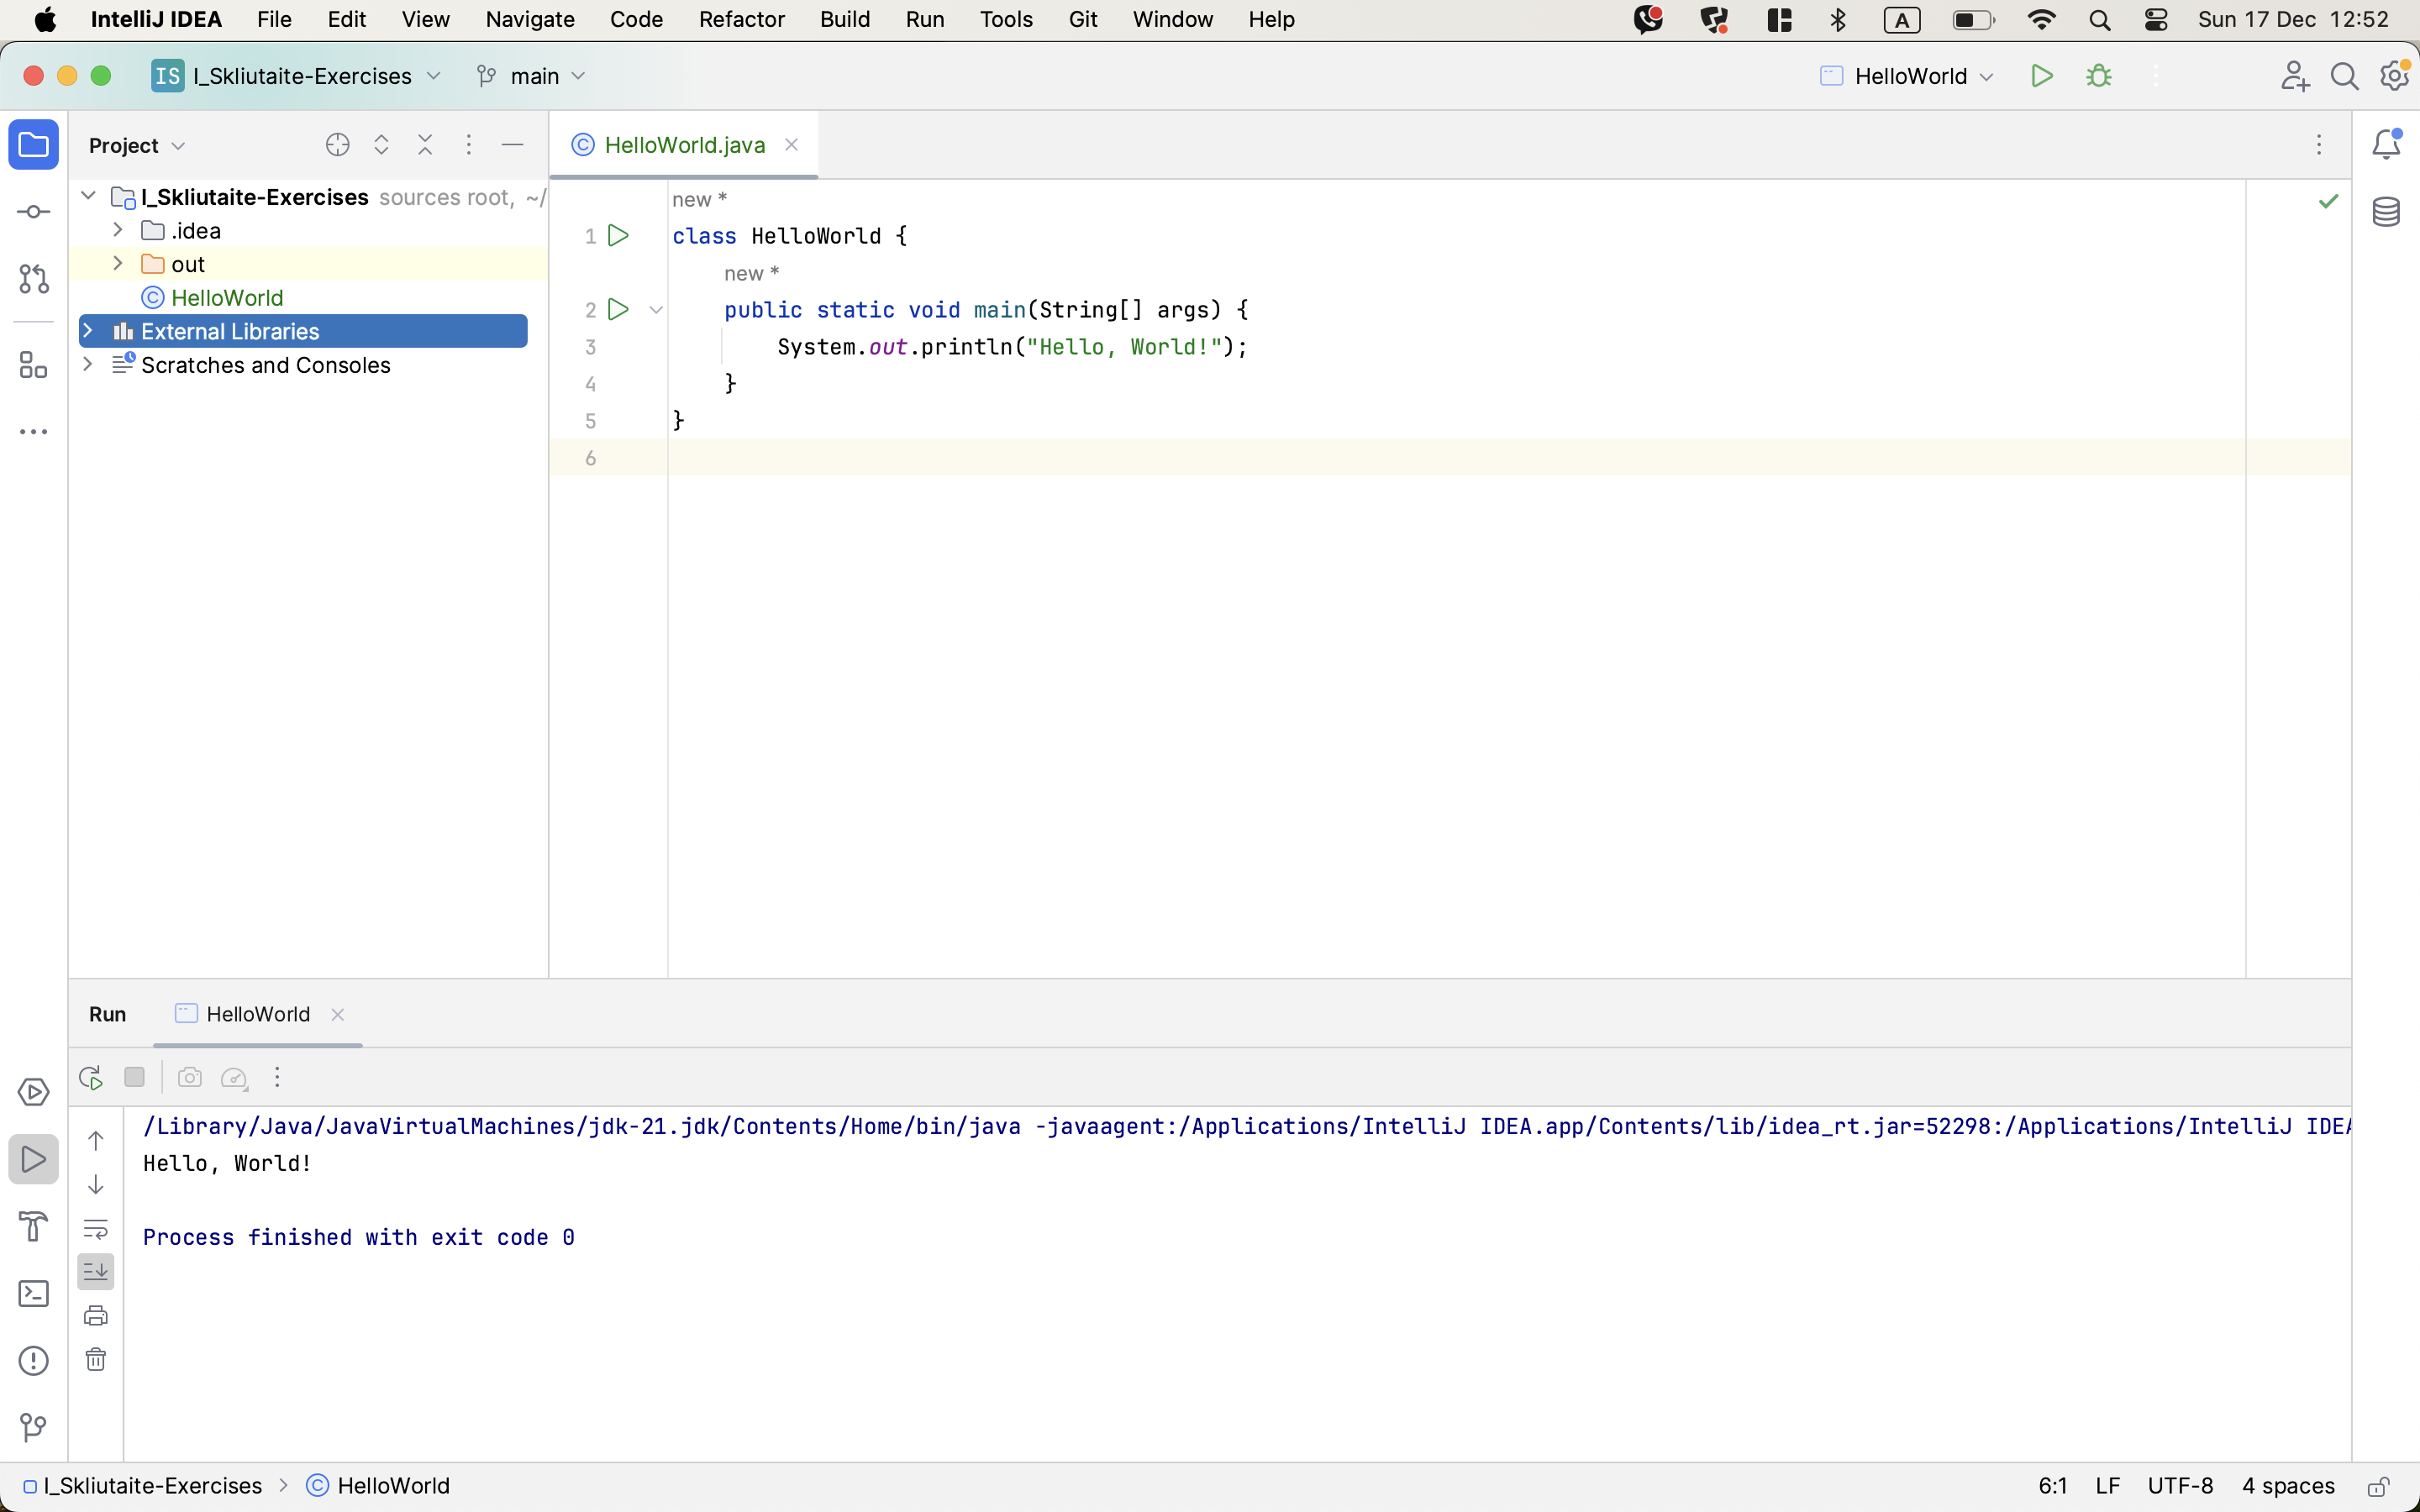 IntelliJ IDEA File Edit View Navigate Code Refactor Build Run Tools Git Window Help A Sun 17 Dec 12:52
IS I_Skliutaite-Exercises main HelloWorld
Project
HelloWorld.java
I_Skliutaite-Exercises sources root, ~/
.idea
out
HelloWorld
External Libraries
Scratches and Consoles
new *
1 class HelloWorld {
new *
2 public static void main(String[] args) {
3 System.out.println("Hello, World!");
4 }
5 }
6
Run HelloWorld
/Library/Java/JavaVirtualMachines/jdk-21.jdk/Contents/Home/bin/java -javaagent:/Applications/IntelliJ IDEA.app/Contents/lib/idea_rt.jar=52298:/Applications/IntelliJ IDEA
Hello, World!
Process finished with exit code 0
I_Skliutaite-Exercises HelloWorld 6:1 LF UTF-8 4 spaces